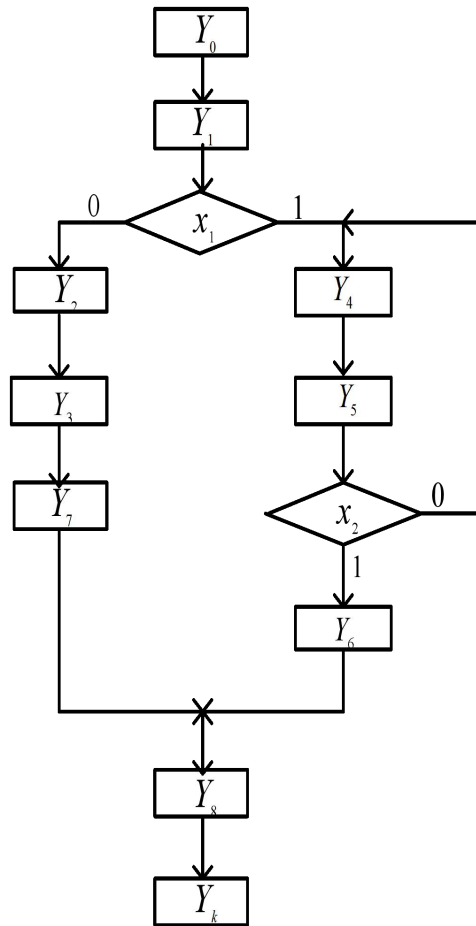 Y₀
Y₁
0 x₁ 1
Y₂ Y₄
Y₃ Y₅
Y₇ x₂ 0
1
Y₆
Y₈
Yₖ